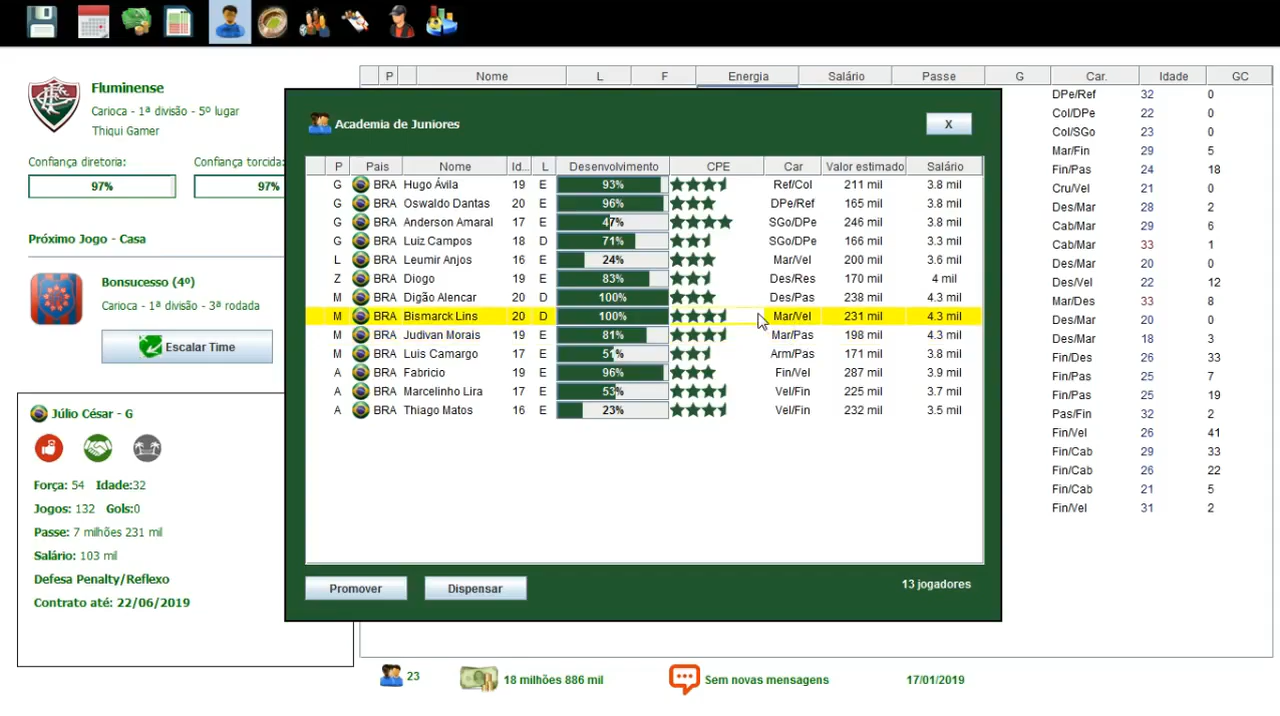 P Nome L F Energia Salário Passe G Car. Idade GC
Fluminense
Carioca - 1ª divisão - 5º lugar
Thiqui Gamer
Confiança diretoria: Confiança torcida:
97% 97%
Próximo Jogo - Casa
Bonsucesso (4º)
Carioca - 1ª divisão - 3ª rodada
Escalar Time
Júlio César - G
Força: 54 Idade:32
Jogos: 132 Gols:0
Passe: 7 milhões 231 mil
Salário: 103 mil
Defesa Penalty/Reflexo
Contrato até: 22/06/2019
Academia de Juniores X
P Pais Nome Id... L Desenvolvimento CPE Car Valor estimado Salário
G BRA Hugo Ávila 19 E 93% Ref/Col 211 mil 3.8 mil
G BRA Oswaldo Dantas 20 E 96% DPe/Ref 165 mil 3.8 mil
G BRA Anderson Amaral 17 E 47% SGo/DPe 246 mil 3.8 mil
G BRA Luiz Campos 18 D 71% SGo/DPe 166 mil 3.3 mil
L BRA Leumir Anjos 16 E 24% Mar/Vel 200 mil 3.6 mil
Z BRA Diogo 19 E 83% Des/Res 170 mil 4 mil
M BRA Digão Alencar 20 D 100% Des/Pas 238 mil 4.3 mil
M BRA Bismarck Lins 20 D 100% Mar/Vel 231 mil 4.3 mil
M BRA Judivan Morais 19 E 81% Mar/Pas 198 mil 4.3 mil
M BRA Luis Camargo 17 E 51% Arm/Pas 171 mil 3.8 mil
A BRA Fabricio 19 E 96% Fin/Vel 287 mil 3.9 mil
A BRA Marcelinho Lira 17 E 53% Vel/Fin 225 mil 3.7 mil
A BRA Thiago Matos 16 E 23% Vel/Fin 232 mil 3.5 mil
Promover Dispensar 13 jogadores
DPe/Ref 32 0
Col/DPe 22 0
Col/SGo 23 0
Mar/Fin 29 5
Fin/Pas 24 18
Cru/Vel 21 0
Des/Mar 28 2
Cab/Mar 29 6
Cab/Mar 33 1
Des/Mar 20 0
Des/Vel 22 12
Mar/Des 33 8
Des/Mar 20 0
Des/Mar 18 3
Fin/Des 26 33
Fin/Pas 25 7
Fin/Pas 25 19
Pas/Fin 32 2
Fin/Vel 26 41
Fin/Cab 29 33
Fin/Cab 26 22
Fin/Cab 21 5
Fin/Vel 31 2
23 18 milhões 886 mil Sem novas mensagens 17/01/2019